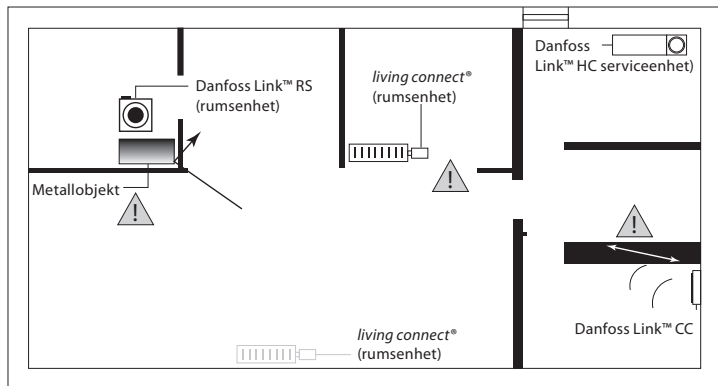 Danfoss Link™ RS
(rumsenhet)
living connect®
(rumsenhet)
Danfoss
Link™ HC serviceenhet)
Metallobjekt
!
!
!
living connect®
(rumsenhet)
Danfoss Link™ CC